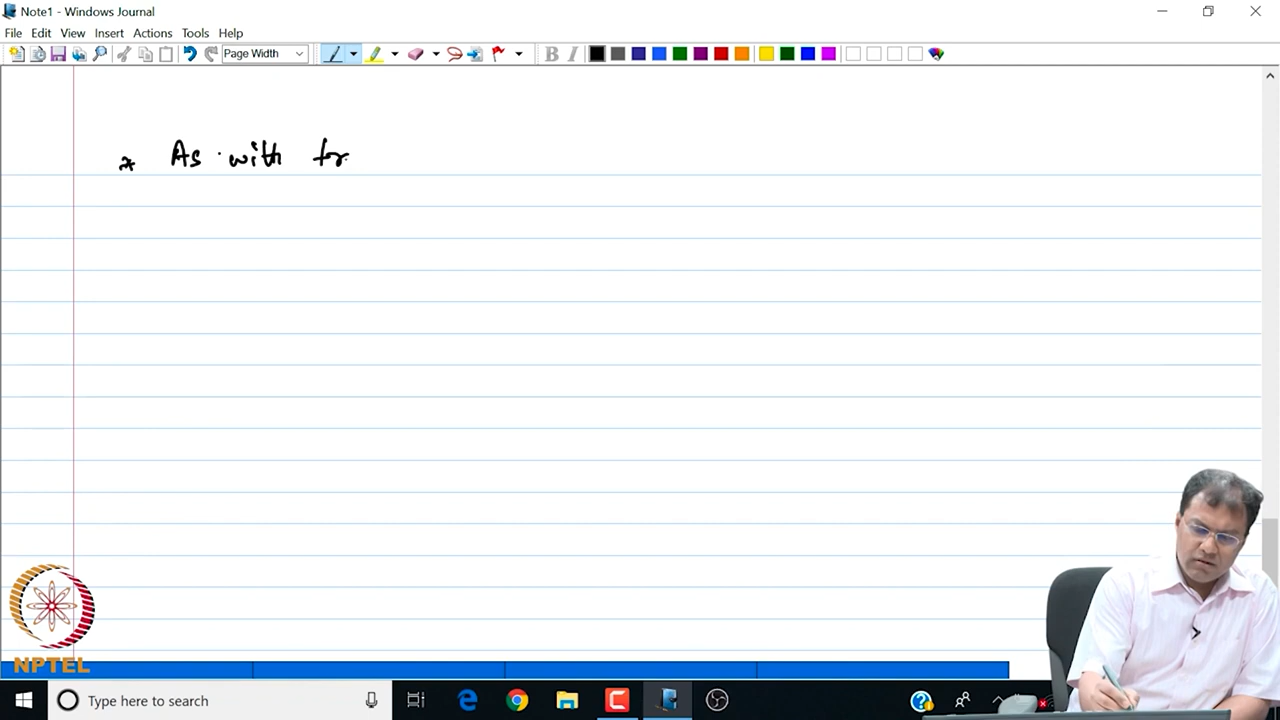 Note1 - Windows Journal
File Edit View Insert Actions Tools Help
Page Width B I
* As with for
NPTEL
Type here to search